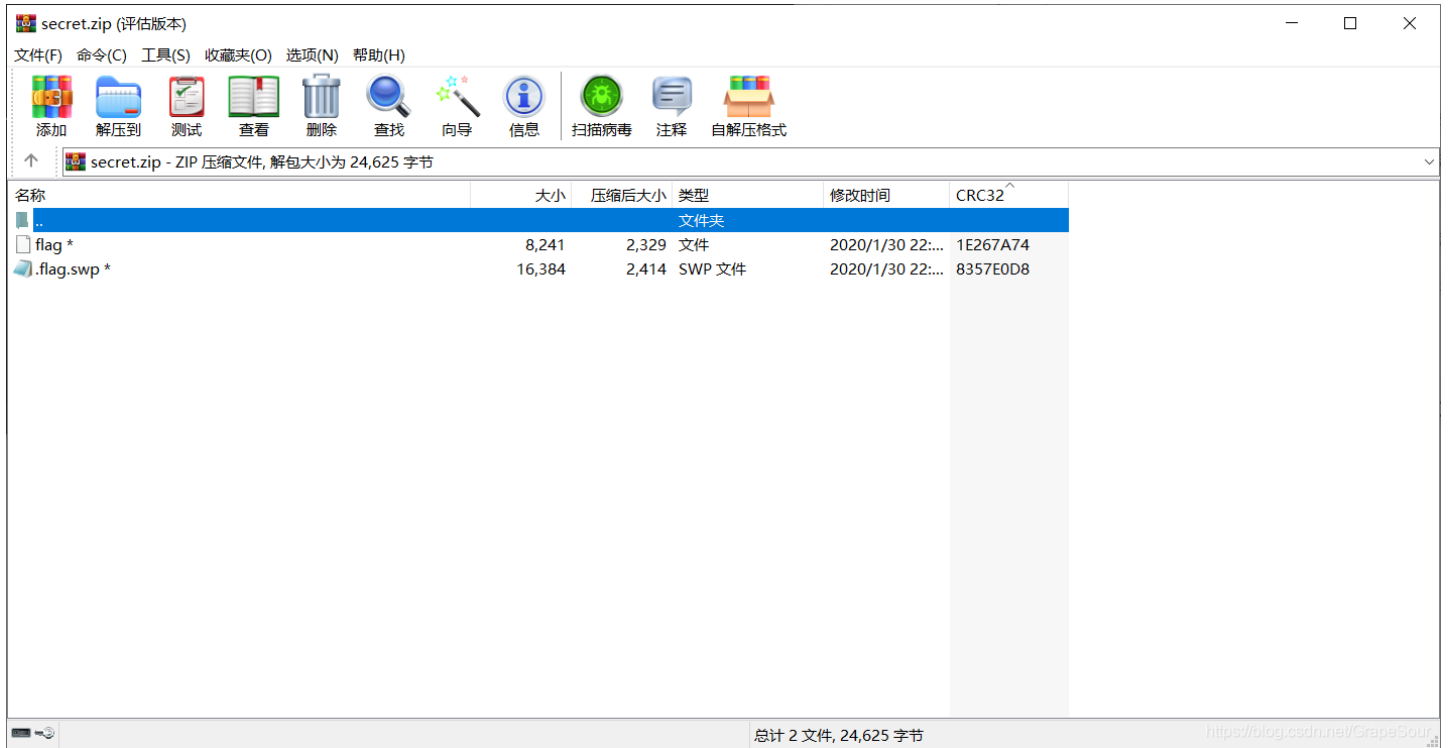 secret.zip (评估版本)
文件(F) 命令(C) 工具(S) 收藏夹(O) 选项(N) 帮助(H)
添加 解压到 测试 查看 删除 查找 向导 信息 扫描病毒 注释 自解压格式
secret.zip - ZIP 压缩文件, 解包大小为 24,625 字节
名称 大小 压缩后大小 类型 修改时间 CRC32
.. 文件夹
flag * 8,241 2,329 文件 2020/1/30 22:... 1E267A74
.flag.swp * 16,384 2,414 SWP 文件 2020/1/30 22:... 8357E0D8
总计 2 文件, 24,625 字节
https://blog.csdn.net/GrapeSour